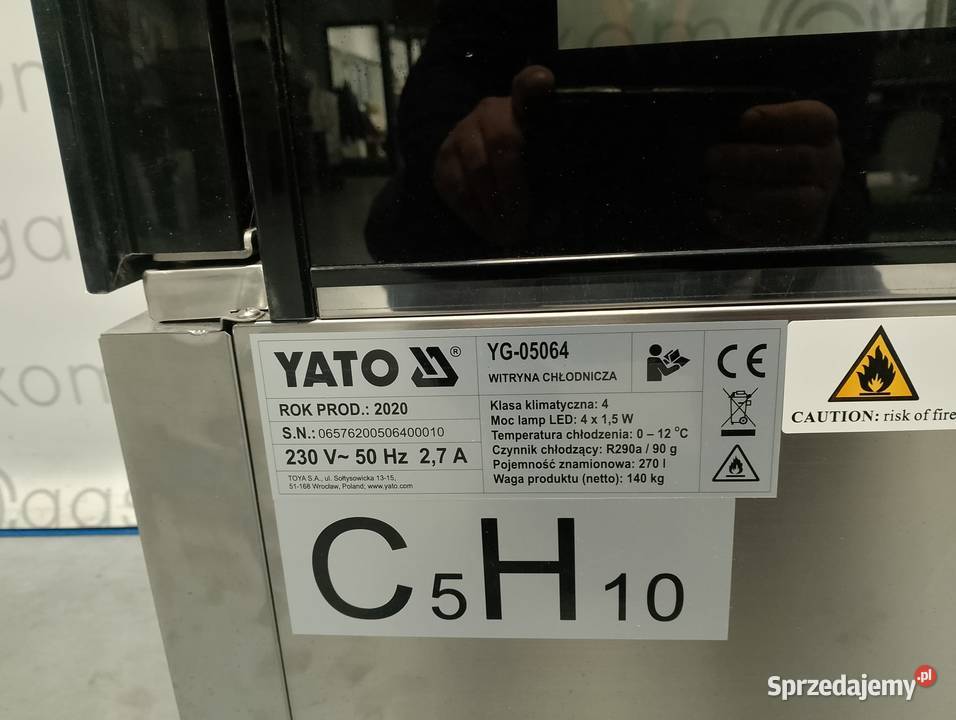 YATO ®
ROK PROD.: 2020
S.N.: 06576200506400010
230 V~ 50 Hz 2,7 A
TOYA S.A., ul. Sołtysowicka 13-15,
51-168 Wrocław, Poland; www.yato.com
YG-05064
WITRYNA CHŁODNICZA
Klasa klimatyczna: 4
Moc lamp LED: 4 x 1,5 W
Temperatura chłodzenia: 0 – 12 °C
Czynnik chłodzący: R290a / 90 g
Pojemność znamionowa: 270 l
Waga produktu (netto): 140 kg
CE
CAUTION: risk of fire
C5H10
Sprzedajemy.pl